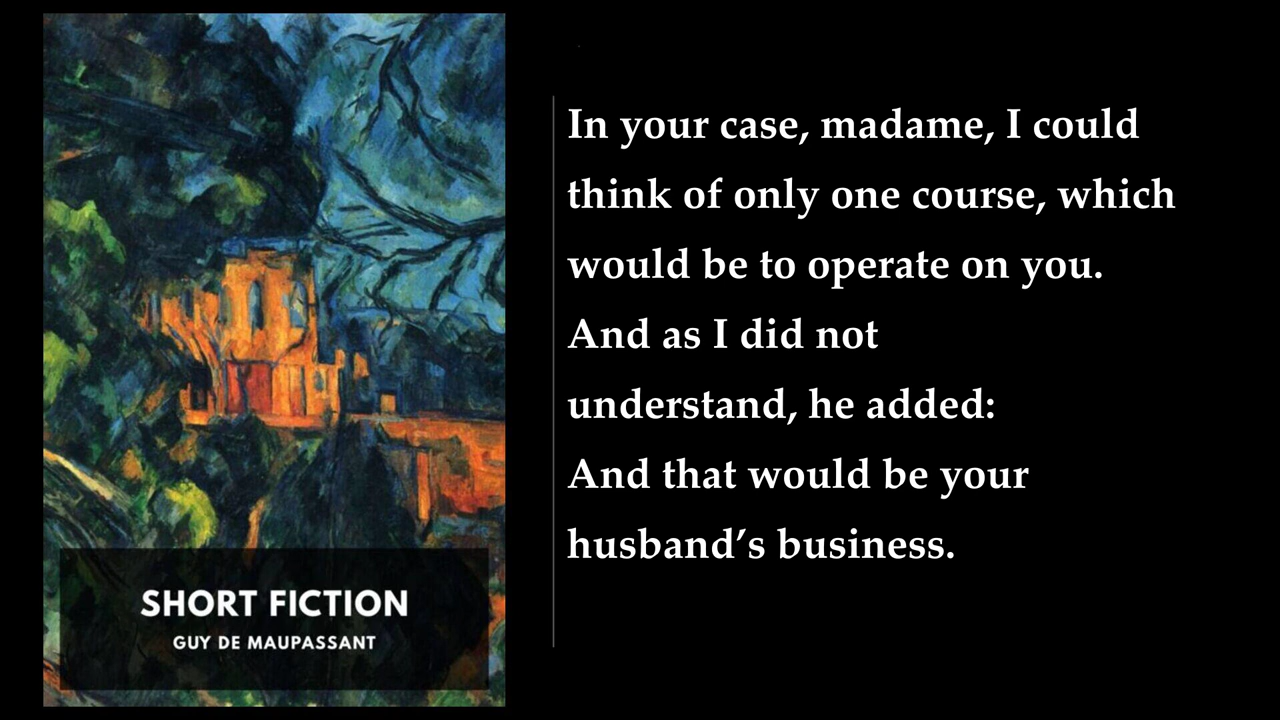 In your case, madame, I could
think of only one course, which
would be to operate on you.
And as I did not
understand, he added:
And that would be your
husband’s business.
SHORT FICTION
GUY DE MAUPASSANT